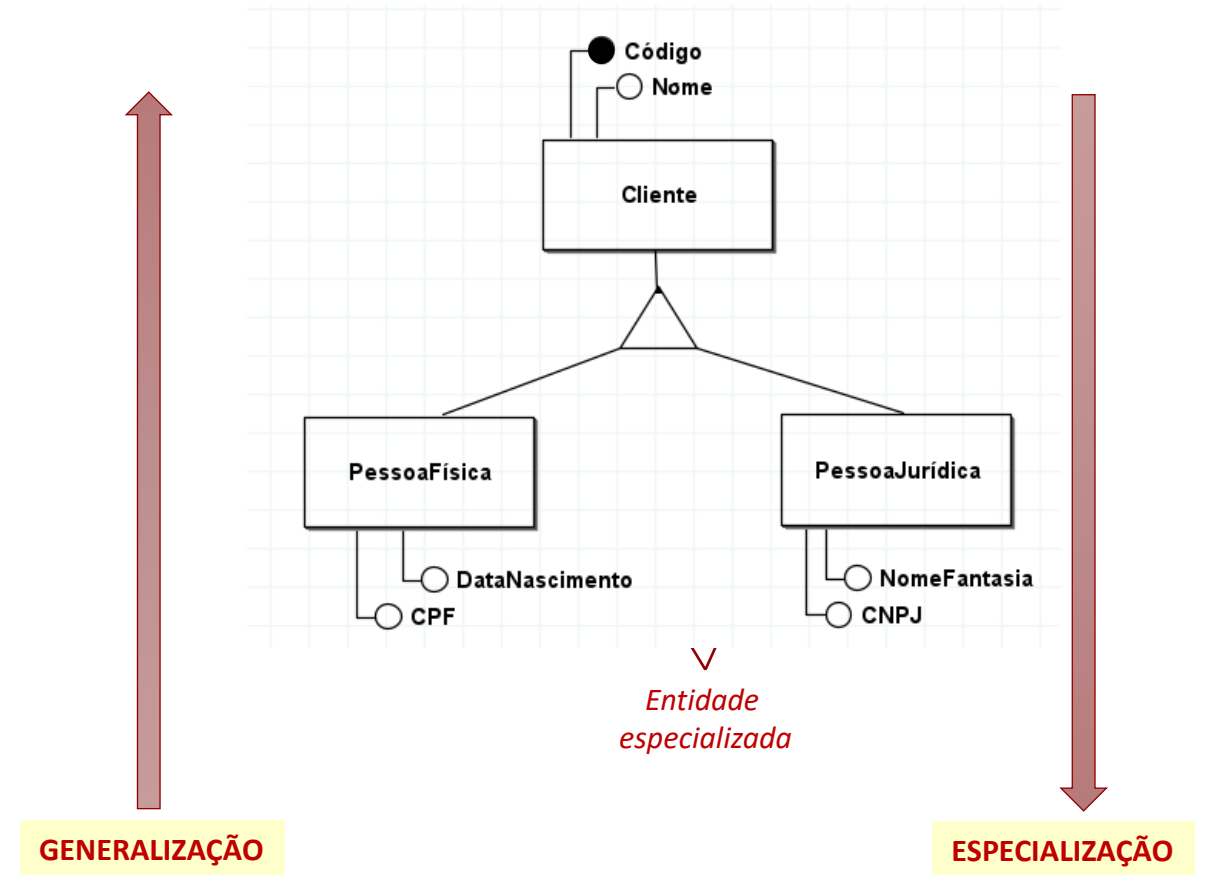 Código
Nome
Cliente
PessoaFísica
PessoaJurídica
DataNascimento
NomeFantasia
CPF
CNPJ
Entidade
especializada
GENERALIZAÇÃO
ESPECIALIZAÇÃO